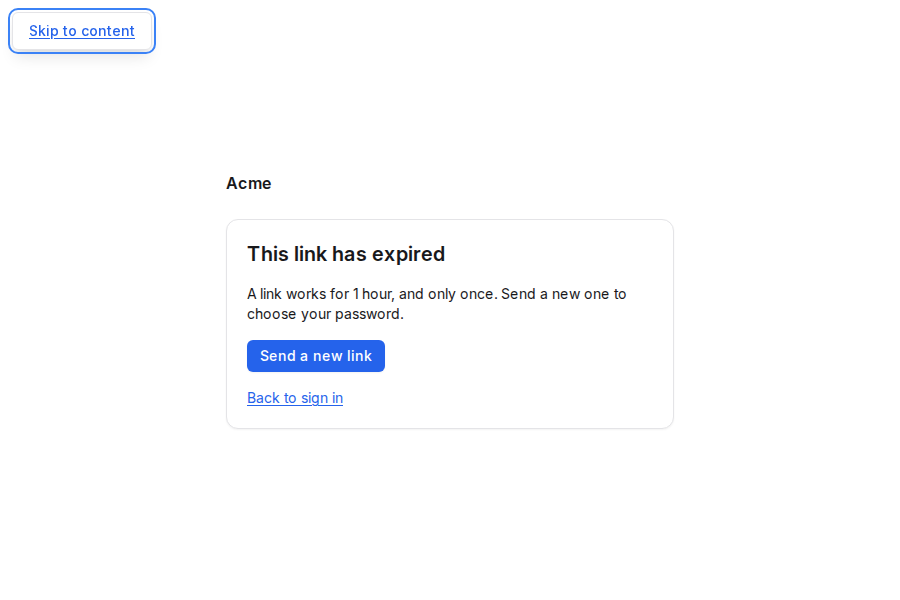 Skip to content
Acme
This link has expired
A link works for 1 hour, and only once. Send a new one to
choose your password.
Send a new link
Back to sign in